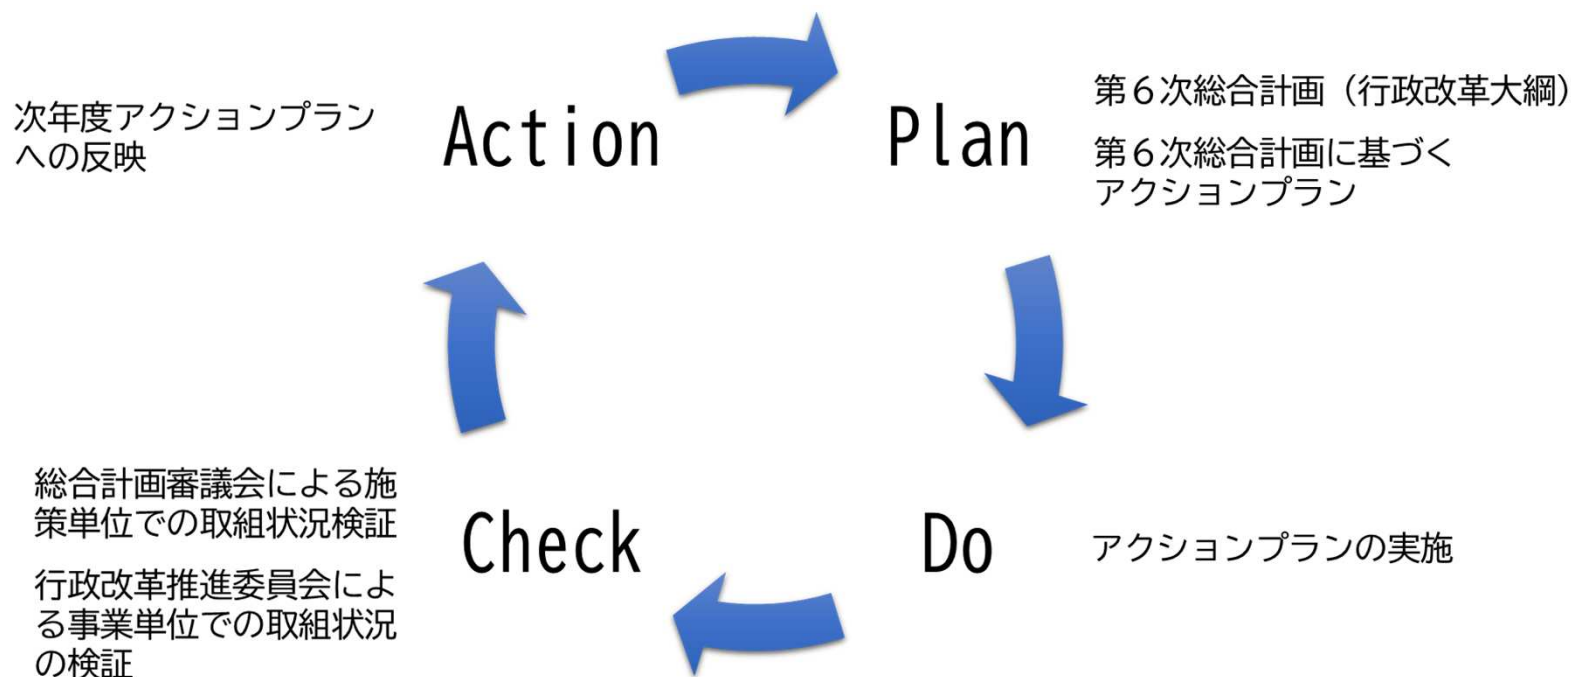 次年度アクションプラン
への反映
Action
Plan
第６次総合計画（行政改革大綱）
第６次総合計画に基づく
アクションプラン
総合計画審議会による施
策単位での取組状況検証
行政改革推進委員会によ
る事業単位での取組状況
の検証
Check
Do
アクションプランの実施